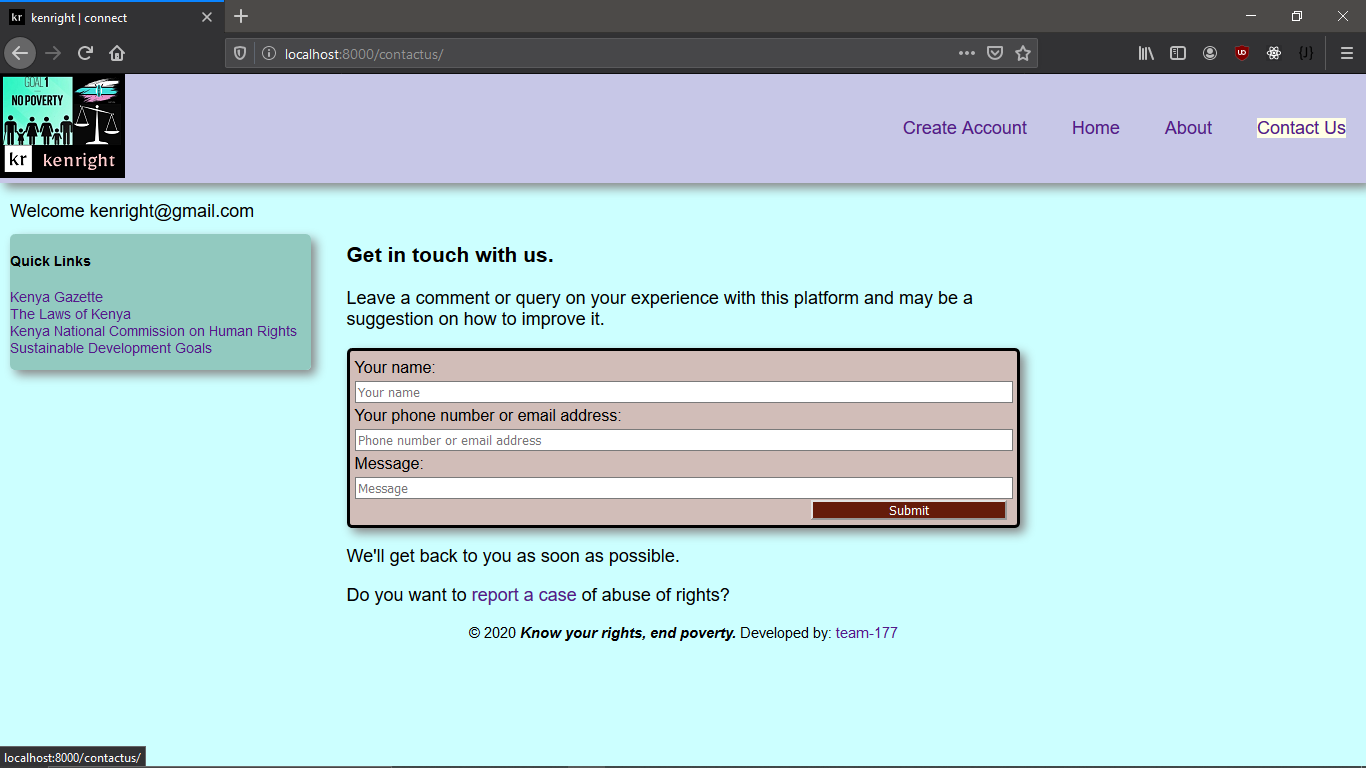 kr kenright | connect
localhost:8000/contactus/
GOAL 1
NO POVERTY
kr kenright
Create Account Home About Contact Us
Welcome kenright@gmail.com
Quick Links
Kenya Gazette
The Laws of Kenya
Kenya National Commission on Human Rights
Sustainable Development Goals
Get in touch with us.
Leave a comment or query on your experience with this platform and may be a
suggestion on how to improve it.
Your name:
Your name
Your phone number or email address:
Phone number or email address
Message:
Message
Submit
We'll get back to you as soon as possible.
Do you want to report a case of abuse of rights?
© 2020 Know your rights, end poverty. Developed by: team-177
localhost:8000/contactus/